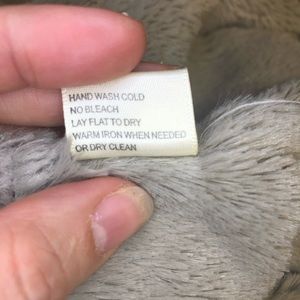 HAND WASH COLD
NO BLEACH
LAY FLAT TO DRY
WARM IRON WHEN NEEDED
OR DRY CLEAN